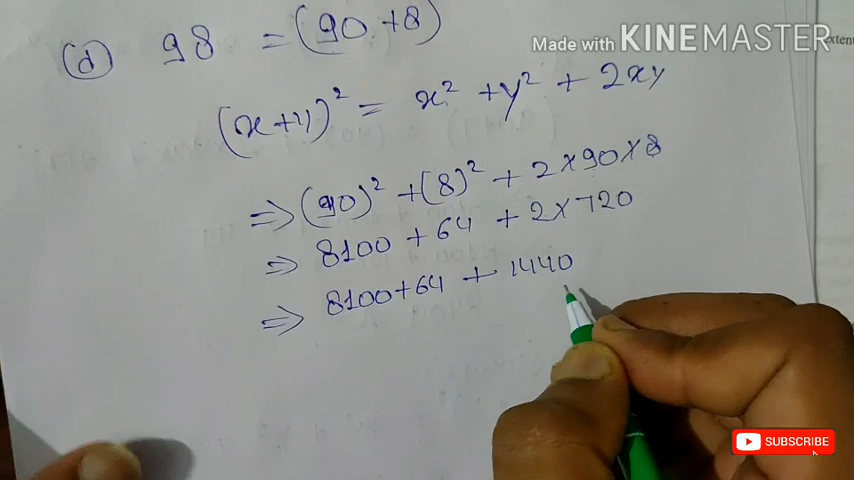 (d) 98 = (90 + 8)
Made with KINEMASTER
extent
(x+y)² = x² + y² + 2xy
⇒ (90)² + (8)² + 2×90×8
⇒ 8100 + 64 + 2×720
⇒ 8100+64 + 1440
SUBSCRIBE